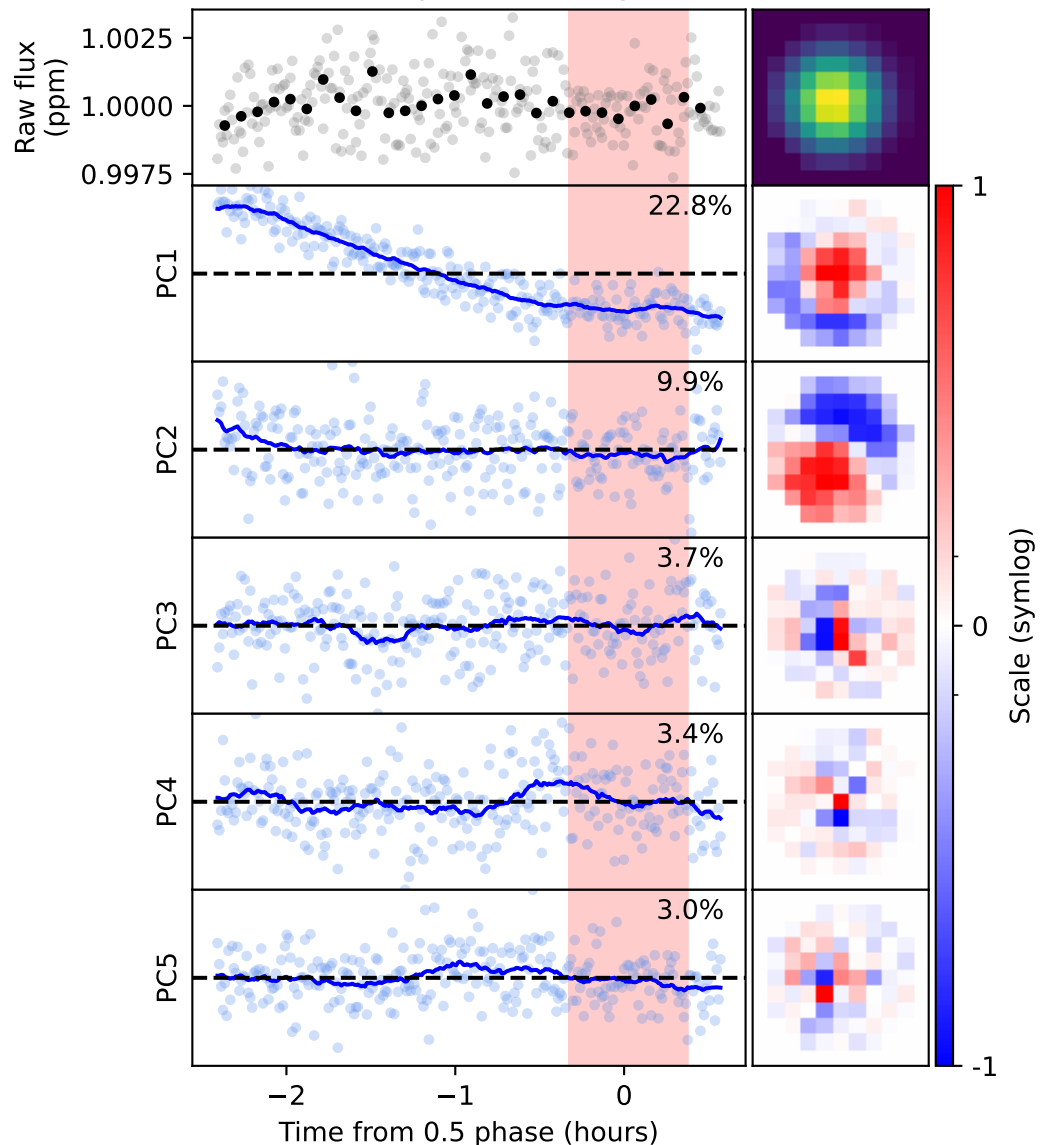 Raw flux
(ppm)
1.0025
1.0000
0.9975
PC1
22.8%
PC2
9.9%
PC3
3.7%
PC4
3.4%
PC5
3.0%
−2
−1
0
Time from 0.5 phase (hours)
1
0
-1
Scale (symlog)